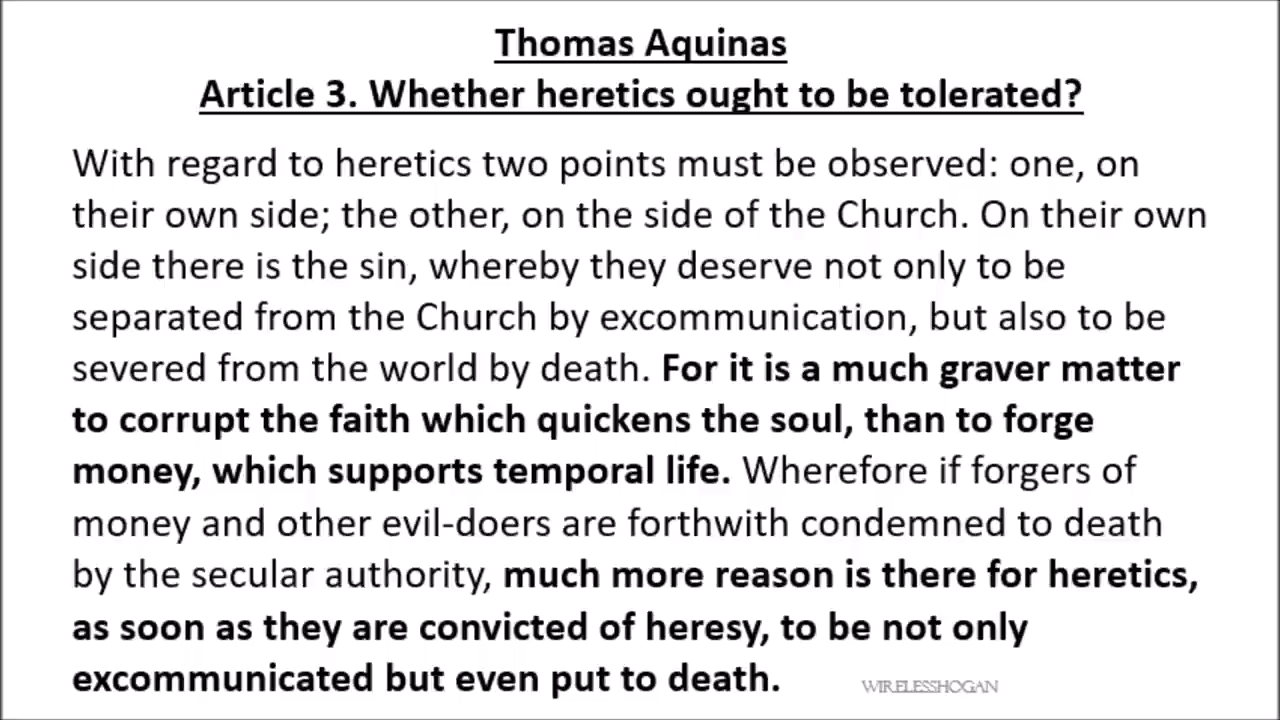 Thomas Aquinas
Article 3. Whether heretics ought to be tolerated?
With regard to heretics two points must be observed: one, on
their own side; the other, on the side of the Church. On their own
side there is the sin, whereby they deserve not only to be
separated from the Church by excommunication, but also to be
severed from the world by death. For it is a much graver matter
to corrupt the faith which quickens the soul, than to forge
money, which supports temporal life. Wherefore if forgers of
money and other evil-doers are forthwith condemned to death
by the secular authority, much more reason is there for heretics,
as soon as they are convicted of heresy, to be not only
excommunicated but even put to death.
WIRELESSHOGAN